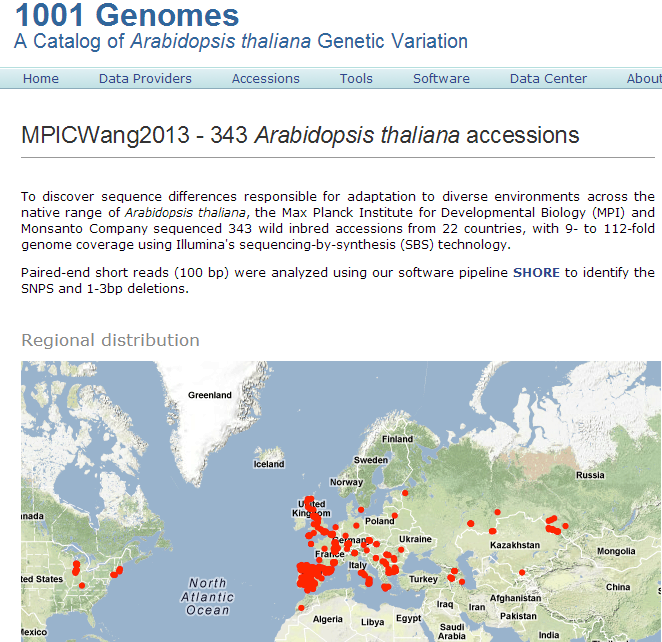 1001 Genomes
A Catalog of Arabidopsis thaliana Genetic Variation
Home Data Providers Accessions Tools Software Data Center About
MPICWang2013 - 343 Arabidopsis thaliana accessions
To discover sequence differences responsible for adaptation to diverse environments across the
native range of Arabidopsis thaliana, the Max Planck Institute for Developmental Biology (MPI) and
Monsanto Company sequenced 343 wild inbred accessions from 22 countries, with 9- to 112-fold
genome coverage using Illumina's sequencing-by-synthesis (SBS) technology.
Paired-end short reads (100 bp) were analyzed using our software pipeline SHORE to identify the
SNPS and 1-3bp deletions.
Regional distribution
Greenland
Finland
Iceland
Sweden
Russia
Norway
United
Kingdom
nada
Poland
Germany
Ukraine
Kazakhstan
Mongolia
France
Italy
ted States
Turkey
China
North
Atlantic
Ocean
Iraq
Iran
Afghanistan
Pakistan
Algeria
Libya
Egypt
Saudi
Arabia
India
Mexico